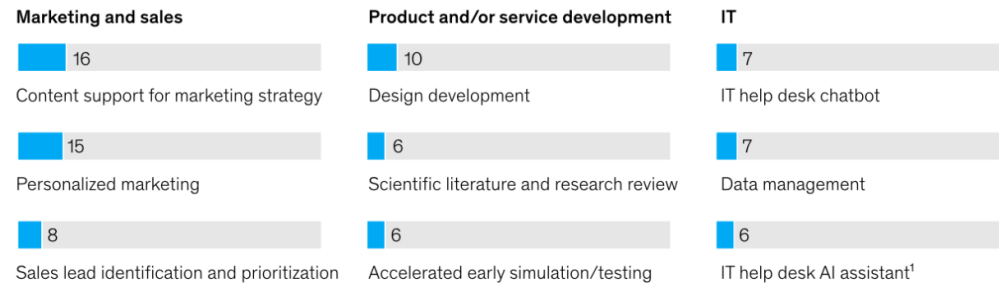 Marketing and sales
16
Content support for marketing strategy
15
Personalized marketing
8
Sales lead identification and prioritization
Product and/or service development
10
Design development
6
Scientific literature and research review
6
Accelerated early simulation/testing
IT
7
IT help desk chatbot
7
Data management
6
IT help desk AI assistant¹